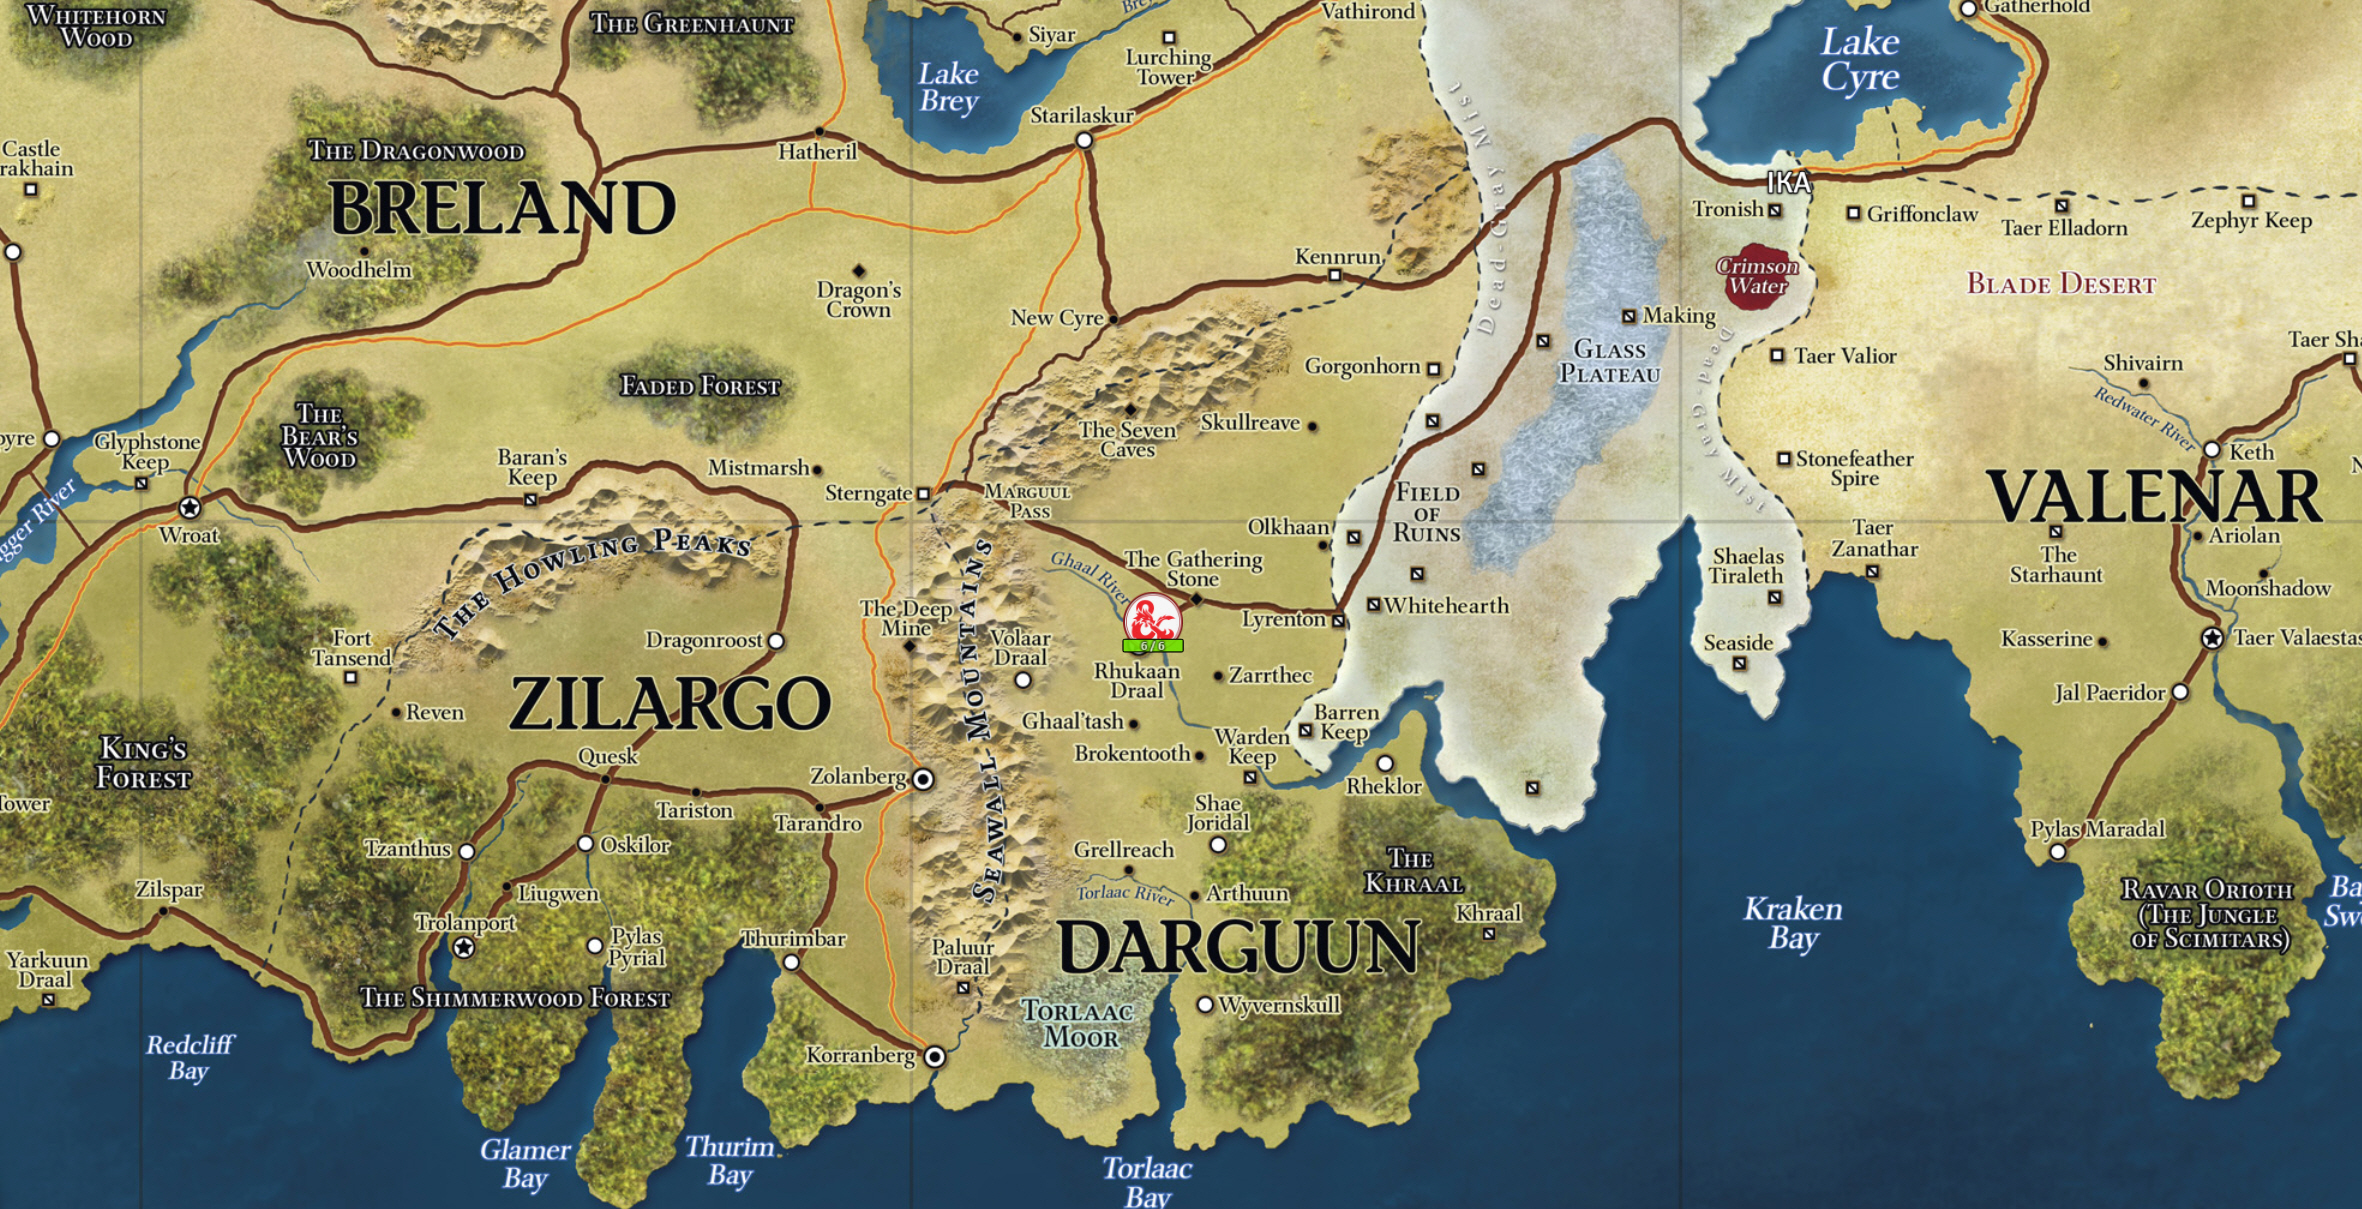 WHITEHORN
WOOD
THE GREENHAUNT
Siyar
Lurching
Tower
Vathirond
Gatherhold
Lake
Brey
Lake
Cyre
Starilaskur
Hatheril
Castle
rakhain
THE DRAGONWOOD
BRELAND
Woodhelm
Dragon's
Crown
Kennrun
Dead-Gray Mist
IKA
Tronish
Griffonclaw
Taer Elladorn
Zephyr Keep
Crimson
Water
BLADE DESERT
New Cyre
Making
GLASS
PLATEAU
Taer Valior
Dead-Gray Mist
Taer Sha
Shivairn
Redwater River
Gorgonhorn
FADED FOREST
THE
BEAR'S
WOOD
The Seven
Caves
Skullreave
Glyphstone
Keep
Baran's
Keep
Mistmarsh
Sterngate
MARGUUL
PASS
Stonefeather
Spire
Keth
VALENAR
Wroat
gger River
THE HOWLING PEAKS
FIELD
OF
RUINS
Olkhaan
Taer
Zanathar
The
Starhaunt
Ariolan
Moonshadow
Ghaal River
The Gathering
Stone
Shaelas
Tiraleth
Whitehearth
Lyrenton
The Deep
Mine
SEAWALL MOUNTAINS
Volaar
Draal
6/6
Rhukaan
Draal
Zarrthec
Fort
Tansend
Dragonroost
ZILARGO
Seaside
Kasserine
Taer Valaestas
Jal Paeridor
Reven
KING'S
FOREST
Ghaal'tash
Brokentooth
Warden
Keep
Barren
Keep
Rheklor
Quesk
Tariston
Zolanberg
Tarandro
Tower
Shae
Joridal
Tzanthus
Oskilor
Grellreach
THE
KHRAAL
Pylas Maradal
Zilspar
Liugwen
Torlaac River
Arthuun
Khraal
Kraken
Bay
RAVAR ORIOTH
(THE JUNGLE
OF SCIMITARS)
Ba
Sw
Trolanport
Pylas
Pyrial
Thurimbar
Paluur
Draal
DARGUUN
Yarkuun
Draal
THE SHIMMERWOOD FOREST
TORLAAC
MOOR
Wyvernskull
Redcliff
Bay
Korranberg
Glamer
Bay
Thurim
Bay
Torlaac
Bay